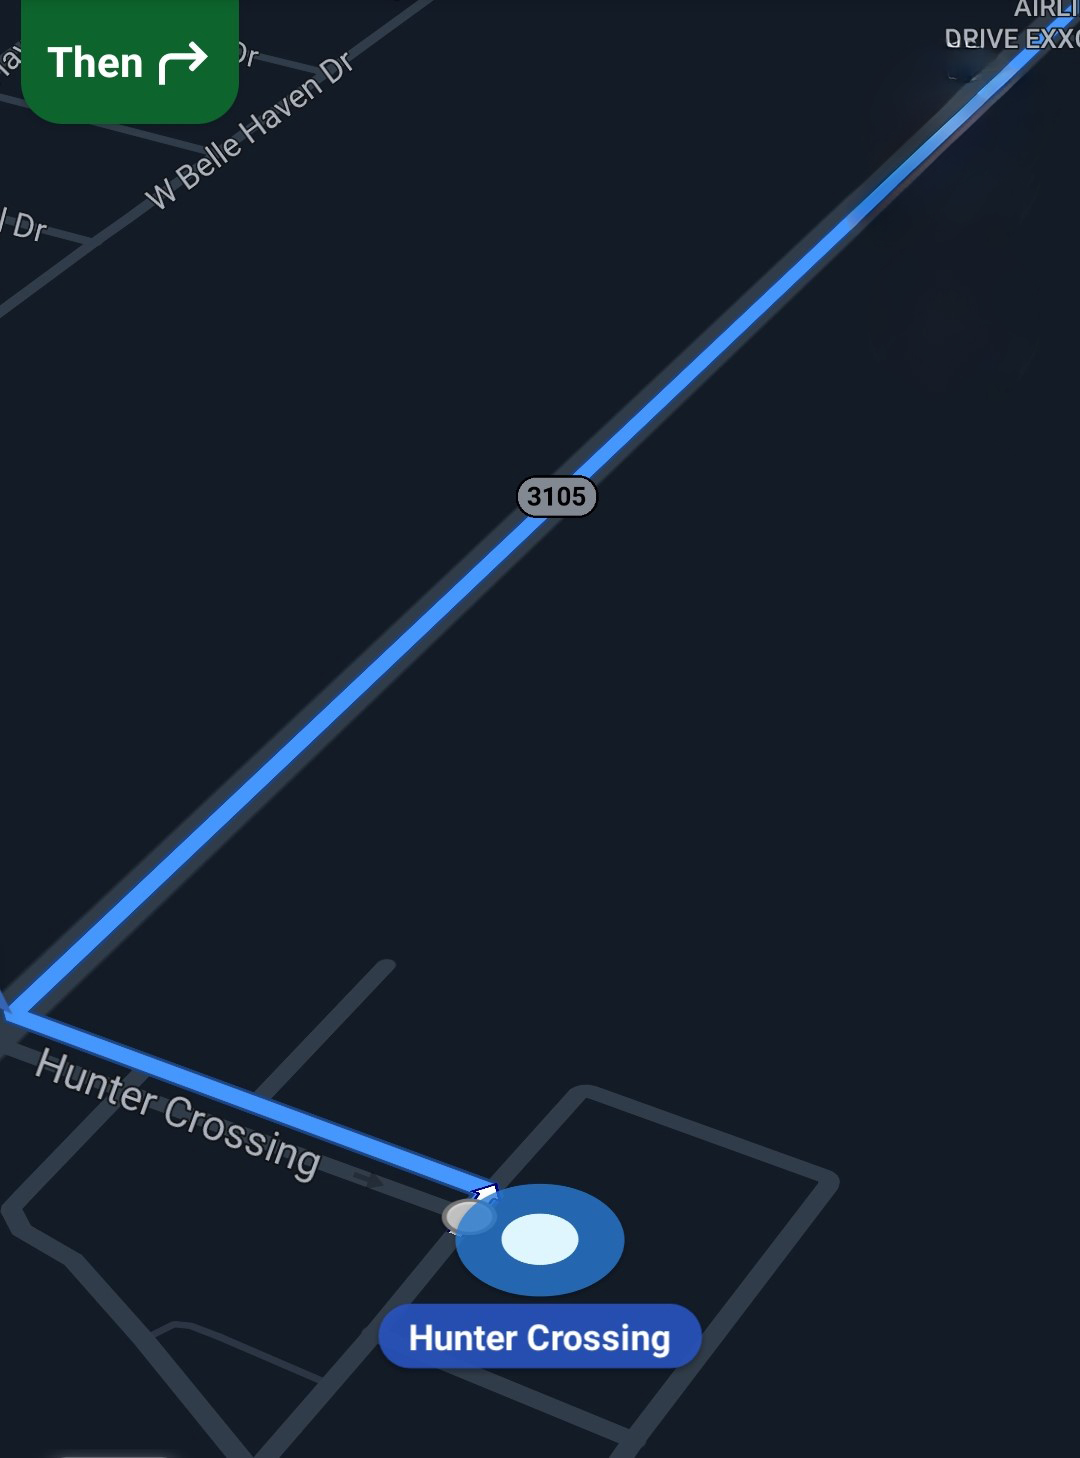 AIRLI
DRIVE EXXO
Then
Dr
W Belle Haven Dr
Dr
3105
Hunter Crossing
Hunter Crossing